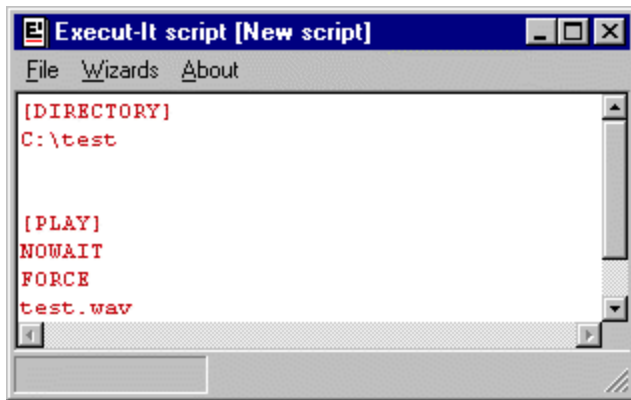 Execut-It script [New script]
File Wizards About
[DIRECTORY]
C:\test
[PLAY]
NOWAIT
FORCE
test.wav